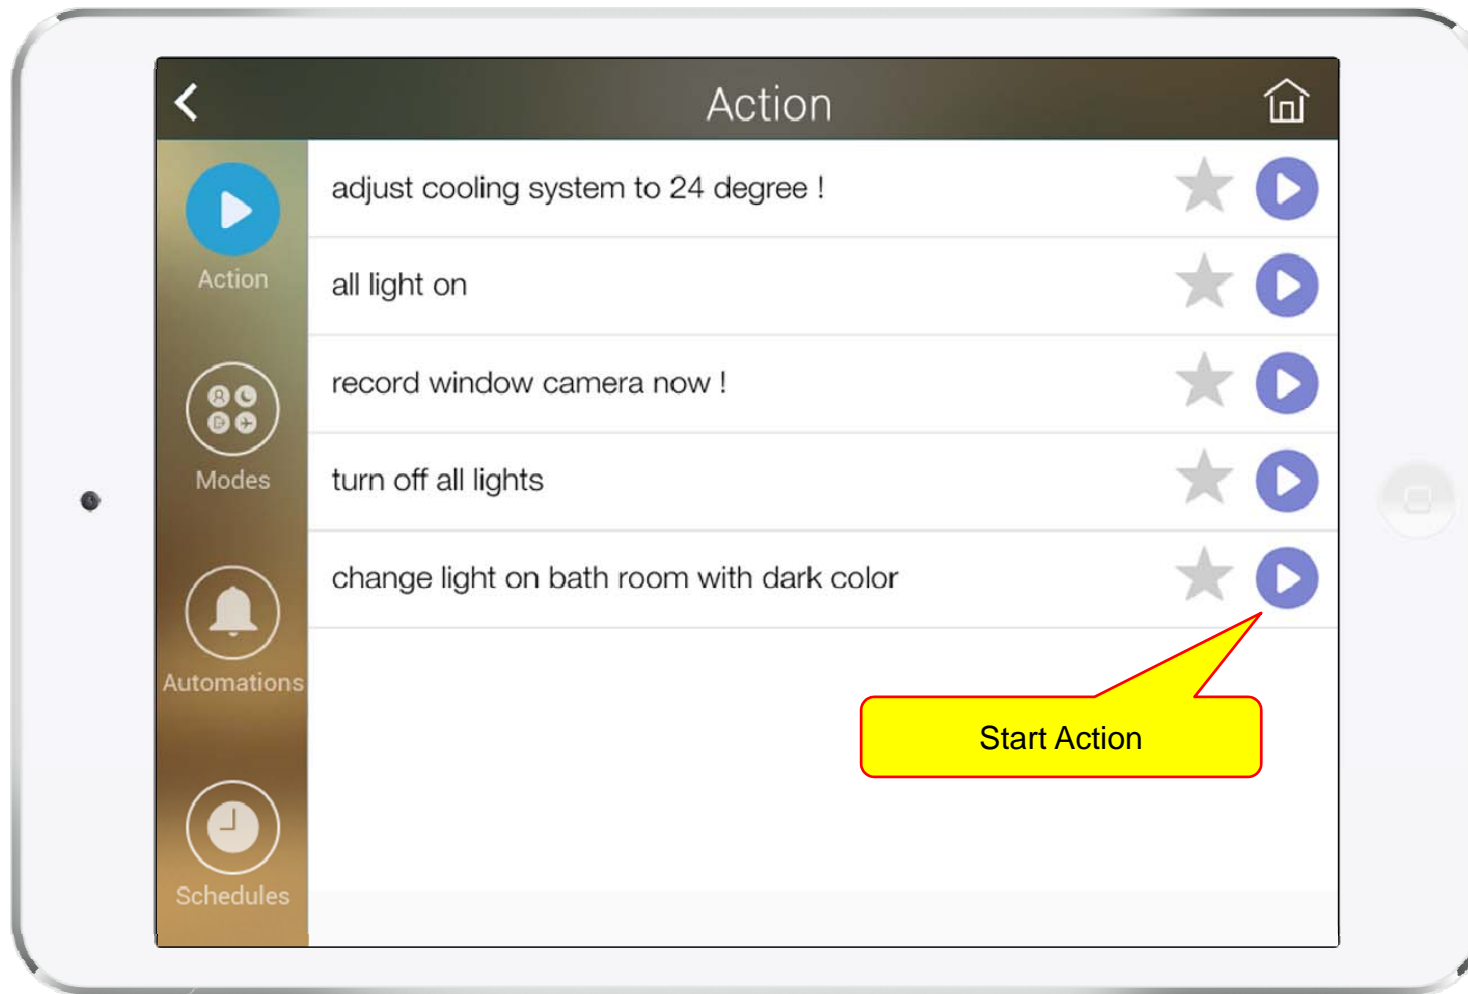 Action
Action
adjust cooling system to 24 degree !
all light on
record window camera now !
Modes
turn off all lights
change light on bath room with dark color
Automations
Start Action
Schedules